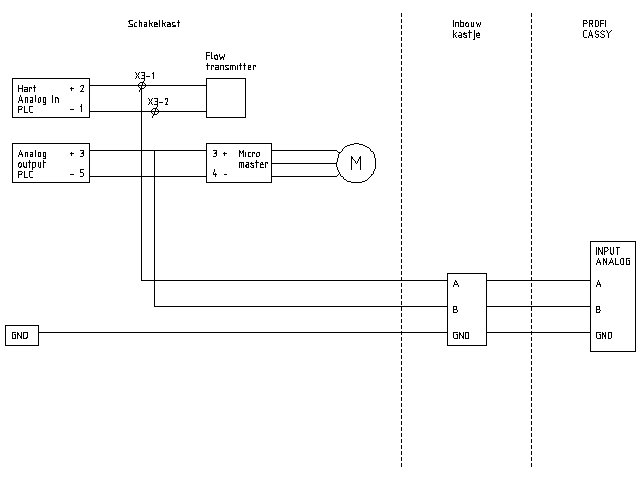 Schakelkast
Inbouw
kastje
PROFI
CASSY
Flow
transmitter
X3-1
X3-2
Hart + 2
Analog in
PLC - 1
Analog + 3
output
PLC - 5
3 + Micro
master
4 -
M
INPUT
ANALOG
A
B
GND
A
B
GND
GND